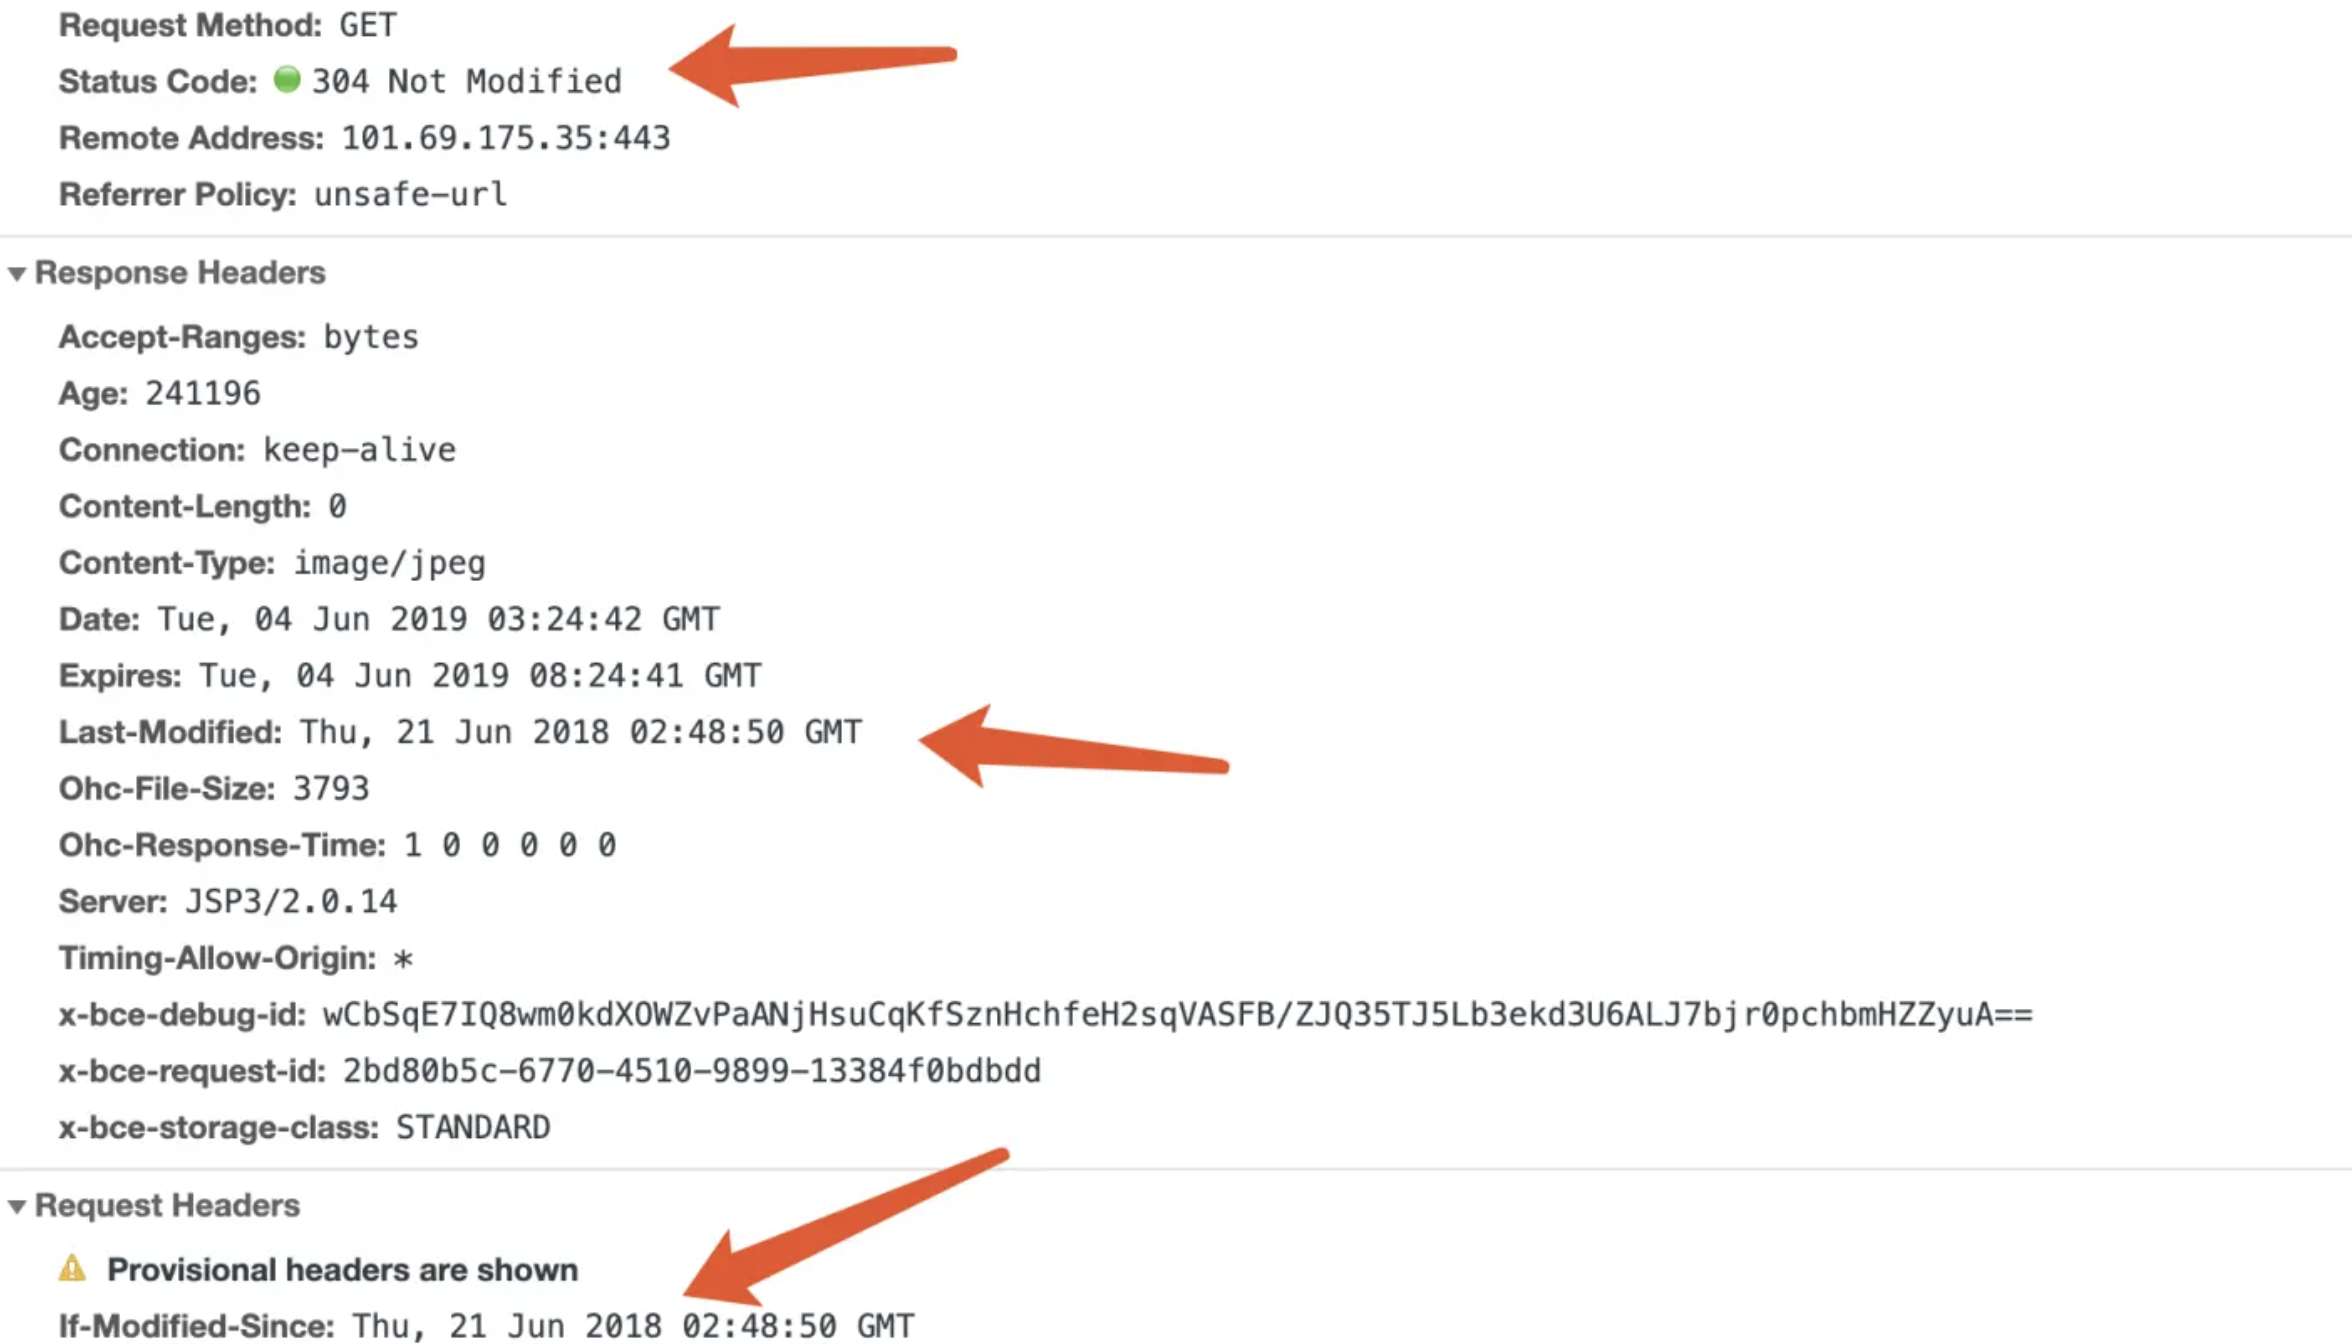 Request Method: GET
Status Code: 304 Not Modified
Remote Address: 101.69.175.35:443
Referrer Policy: unsafe-url
Response Headers
Accept-Ranges: bytes
Age: 241196
Connection: keep-alive
Content-Length: 0
Content-Type: image/jpeg
Date: Tue, 04 Jun 2019 03:24:42 GMT
Expires: Tue, 04 Jun 2019 08:24:41 GMT
Last-Modified: Thu, 21 Jun 2018 02:48:50 GMT
Ohc-File-Size: 3793
Ohc-Response-Time: 1 0 0 0 0 0
Server: JSP3/2.0.14
Timing-Allow-Origin: *
x-bce-debug-id: wCbSqE7IQ8wm0kdXOWZvPaANjHsuCqKfSznHchfeH2sqVASFB/ZJQ35TJ5Lb3ekd3U6ALJ7bjr0pchbmHZZyuA==
x-bce-request-id: 2bd80b5c-6770-4510-9899-13384f0bdbdd
x-bce-storage-class: STANDARD
Request Headers
Provisional headers are shown
If-Modified-Since: Thu, 21 Jun 2018 02:48:50 GMT